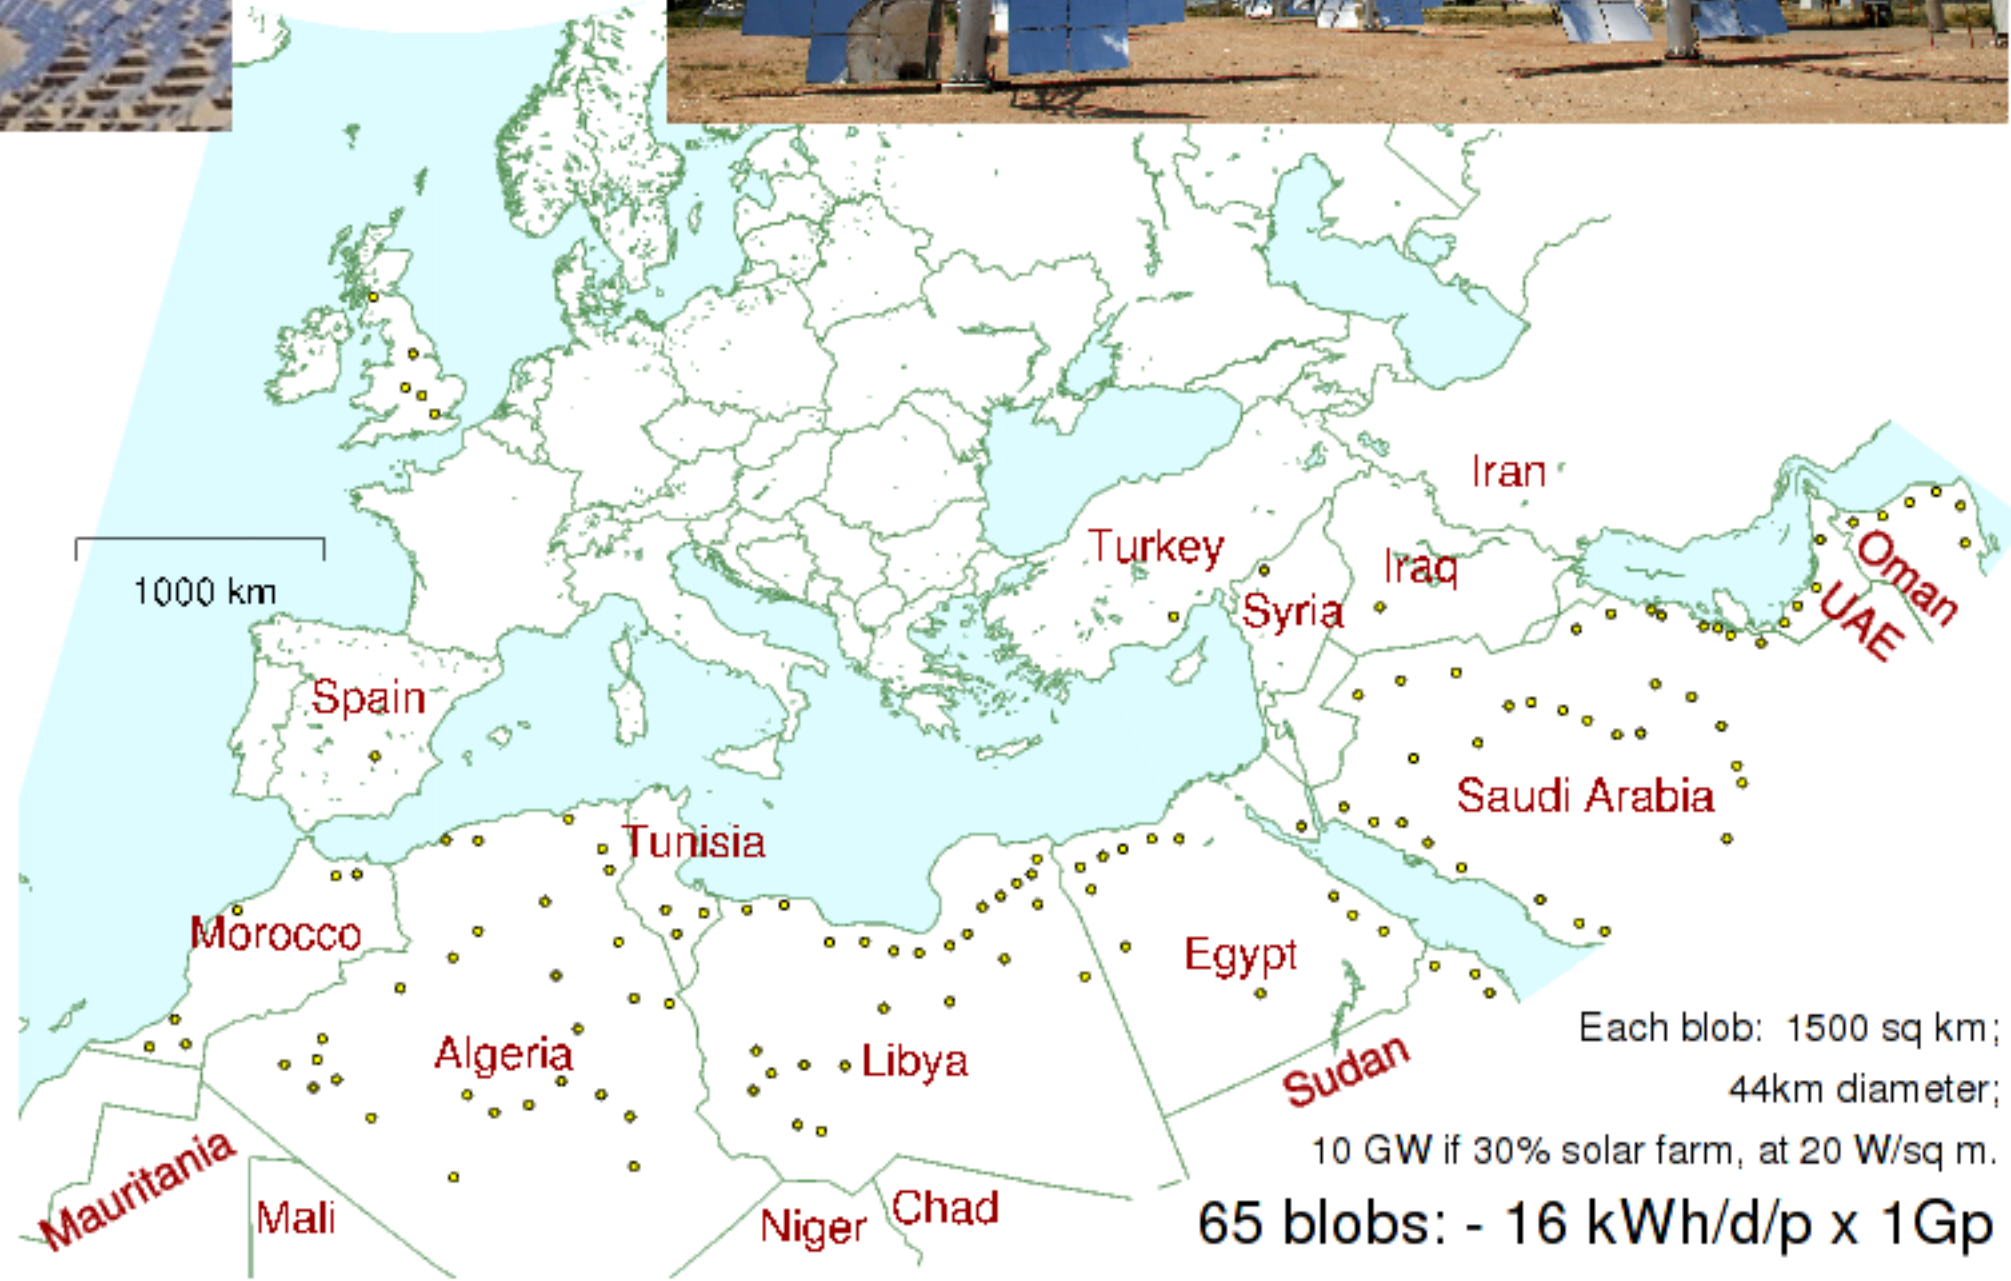 Iran
Turkey
Iraq
Oman
Syria
UAE
1000 km
Spain
Saudi Arabia
Tunisia
Morocco
Egypt
Algeria
Libya
Sudan
Each blob: 1500 sq km;
44km diameter;
10 GW if 30% solar farm, at 20 W/sq m.
Mauritania
Mali
Niger
Chad
65 blobs: - 16 kWh/d/p x 1Gp